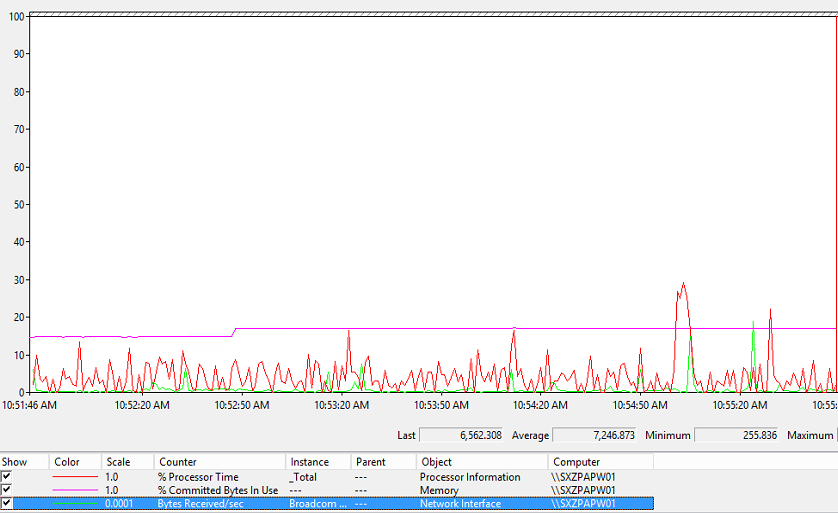 100
90
80
70
60
50
40
30
20
10
0
10:51:46 AM 10:52:20 AM 10:52:50 AM 10:53:20 AM 10:53:50 AM 10:54:20 AM 10:54:50 AM 10:55:20 AM 10:55:
Last 6,562.308 Average 7,246.873 Minimum 255.836 Maximum
Show Color Scale Counter Instance Parent Object Computer
1.0 % Processor Time _Total --- Processor Information \\SXZPAPW01
1.0 % Committed Bytes In Use --- --- Memory \\SXZPAPW01
0.0001 Bytes Received/sec Broadcom ... --- Network Interface \\SXZPAPW01